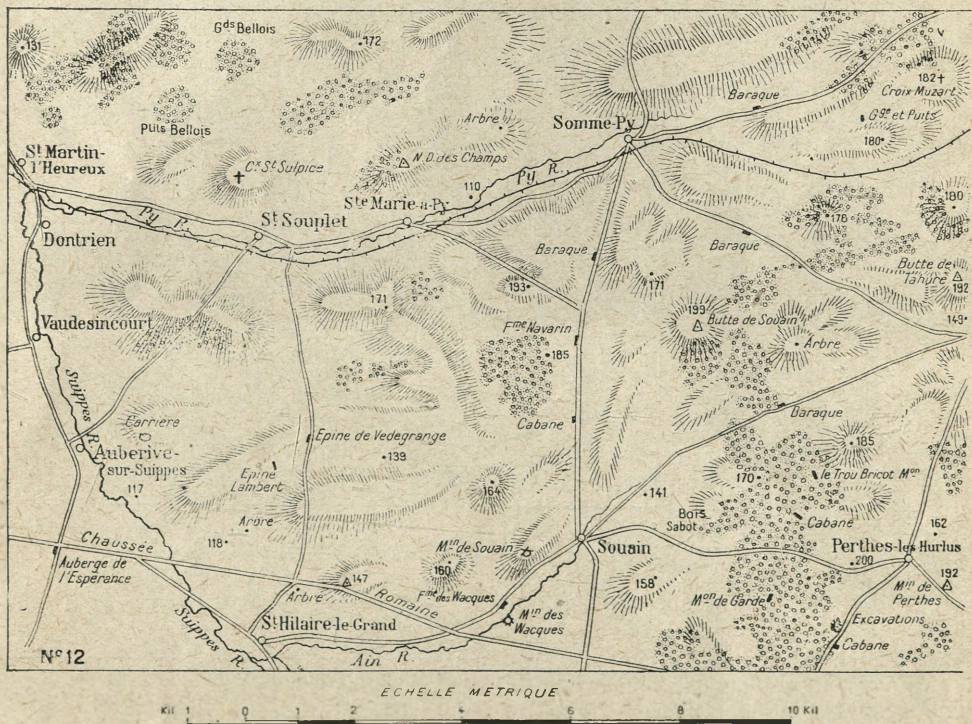 131
Gds Bellois
172
182
Croix Muzart
Baraque
Gge et Puits
180
Puits Bellois
Arbre
Somme-Py
St Martin-
l'Heureux
Cx St Sulpice
N.D. des Champs
Py R.
110
Ste Marie-a-Py
Py R.
St Souplet
Dontrien
178
180
Baraque
Baraque
Butte de
Tahure
192
171
193
171
199
Butte de Souain
149
Vaudesincourt
Fme Navarin
Arbre
185
Suippes R.
Baraque
Carrière
Cabane
Auberive-
sur-Suippes
Epine de Vedegrange
139
185
Epine
Lambert
170
le Trou Bricot Mon
117
164
141
Bois
Sabot
Cabane
Arbre
118
162
Chaussée
Min de Souain
Souain
Perthes-les Hurlus
Auberge de
l'Espérance
147
160
200
158
192
Arbre
Romaine
Fme des Wacques
Mon de Garde
Min de
Perthes
Min des
Wacques
Excavations
Suippes R.
St Hilaire-le-Grand
Cabane
Ain R.
No 12
ECHELLE METRIQUE
Kil 1 0 2 4 6 8 10 Kil